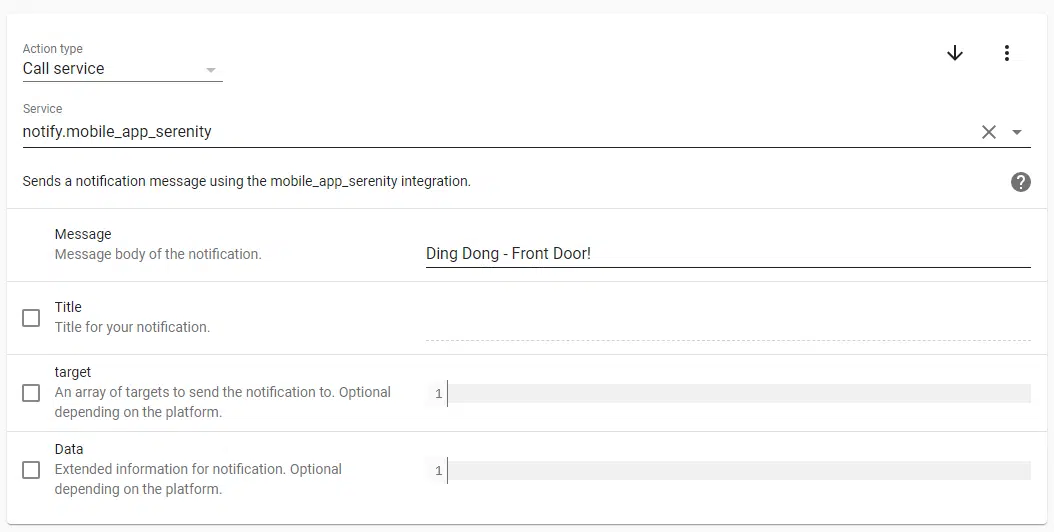 Action type
Call service
Service
notify.mobile_app_serenity
Sends a notification message using the mobile_app_serenity integration.
Message
Message body of the notification.
Ding Dong - Front Door!
Title
Title for your notification.
target
An array of targets to send the notification to. Optional
depending on the platform.
1
Data
Extended information for notification. Optional
depending on the platform.
1